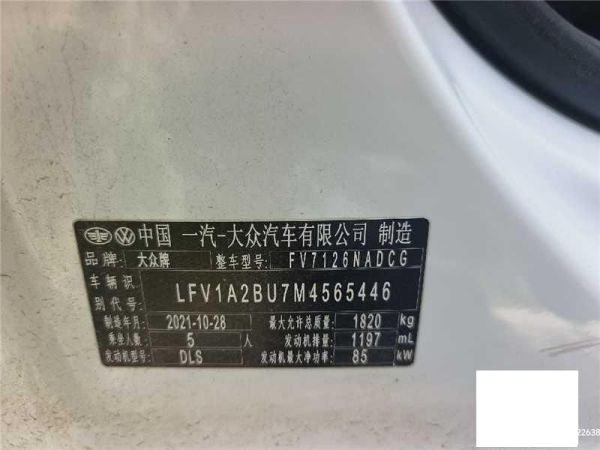 中国 一汽-大众汽车有限公司 制造
品牌: 大众牌 整车型号: FV7126NADCG
车辆识别代号: LFV1A2BU7M4565446
制造年月: 2021-10-28 最大允许总质量: 1820 kg
乘坐人数: 5 人 发动机排量: 1197 mL
发动机型号: DLS 发动机最大净功率: 85 kW
22638